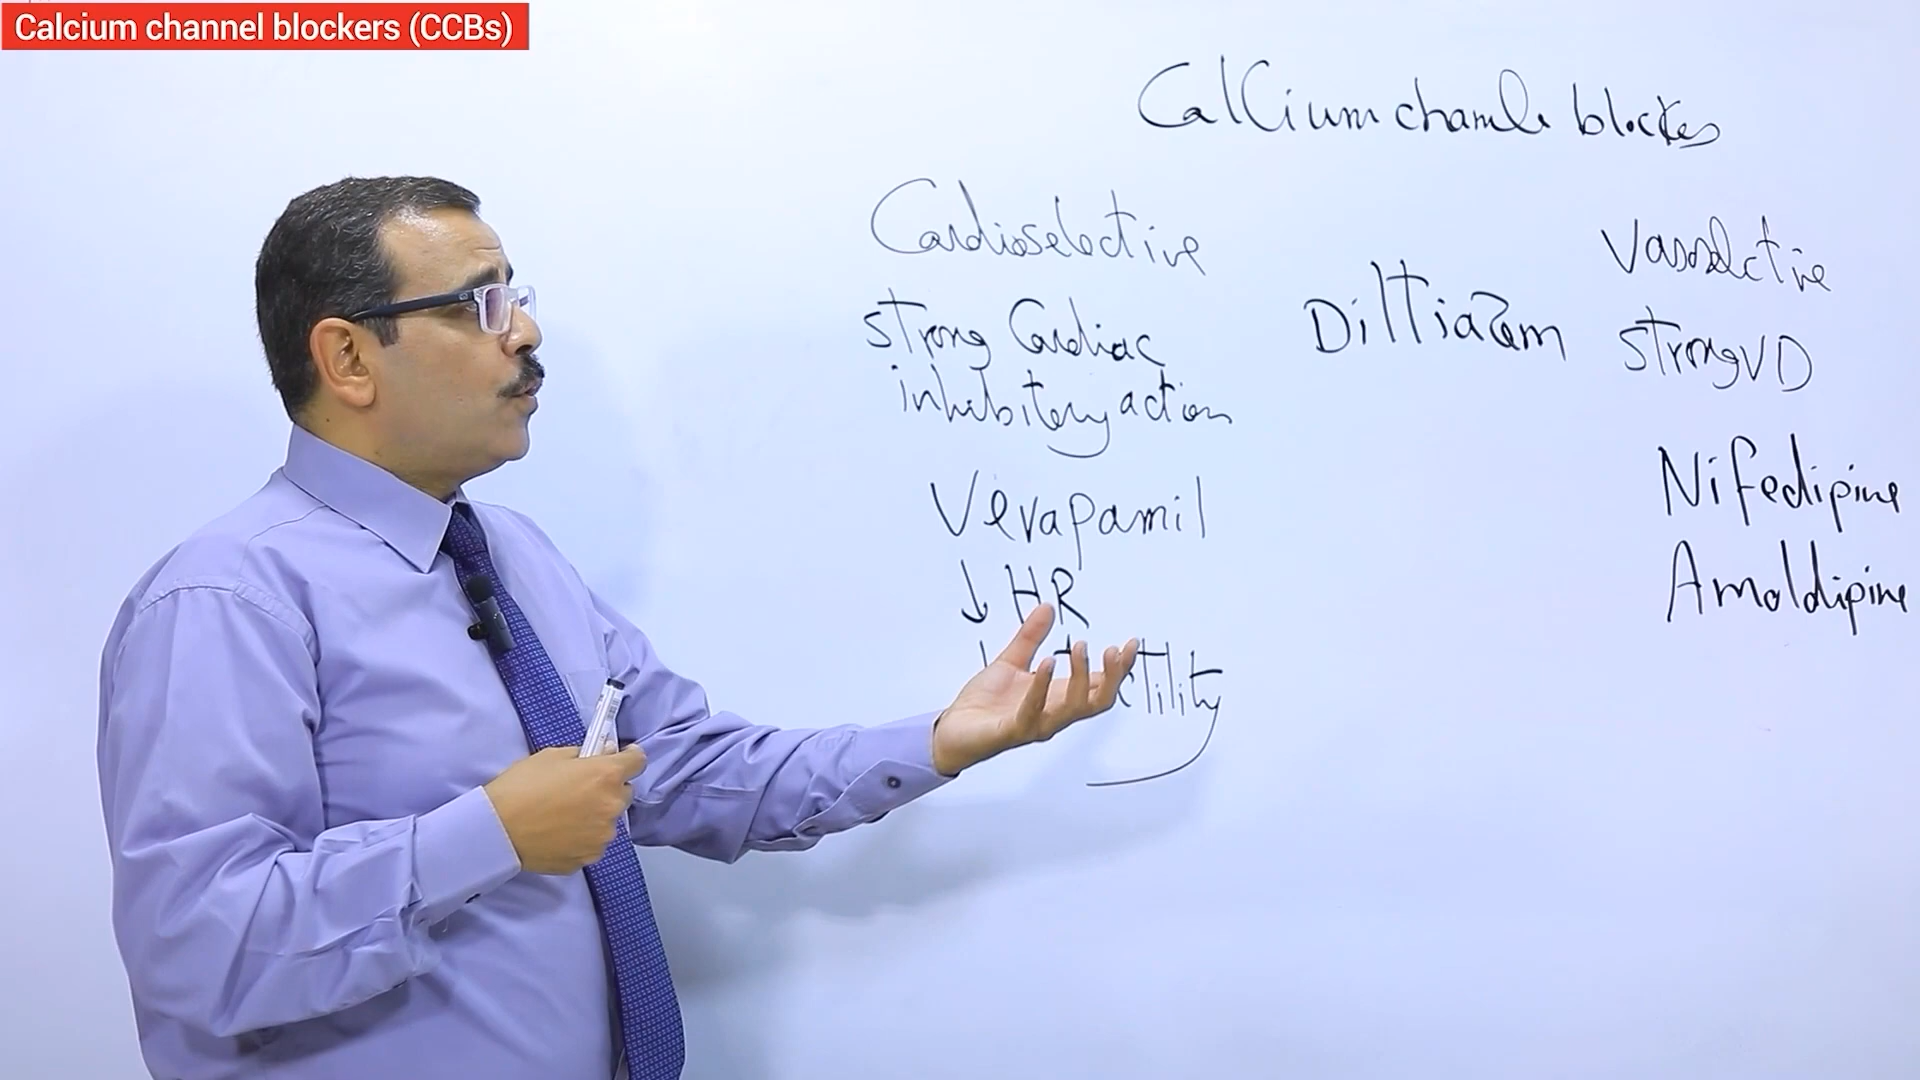 Calcium channel blockers (CCBs)
Calcium channel blockers
Cardioselective
strong Cardiac
inhibitory action
Verapamil
↓ HR
Diltiazem
Vasoselective
strong VD
Nifedipine
Amoldipine